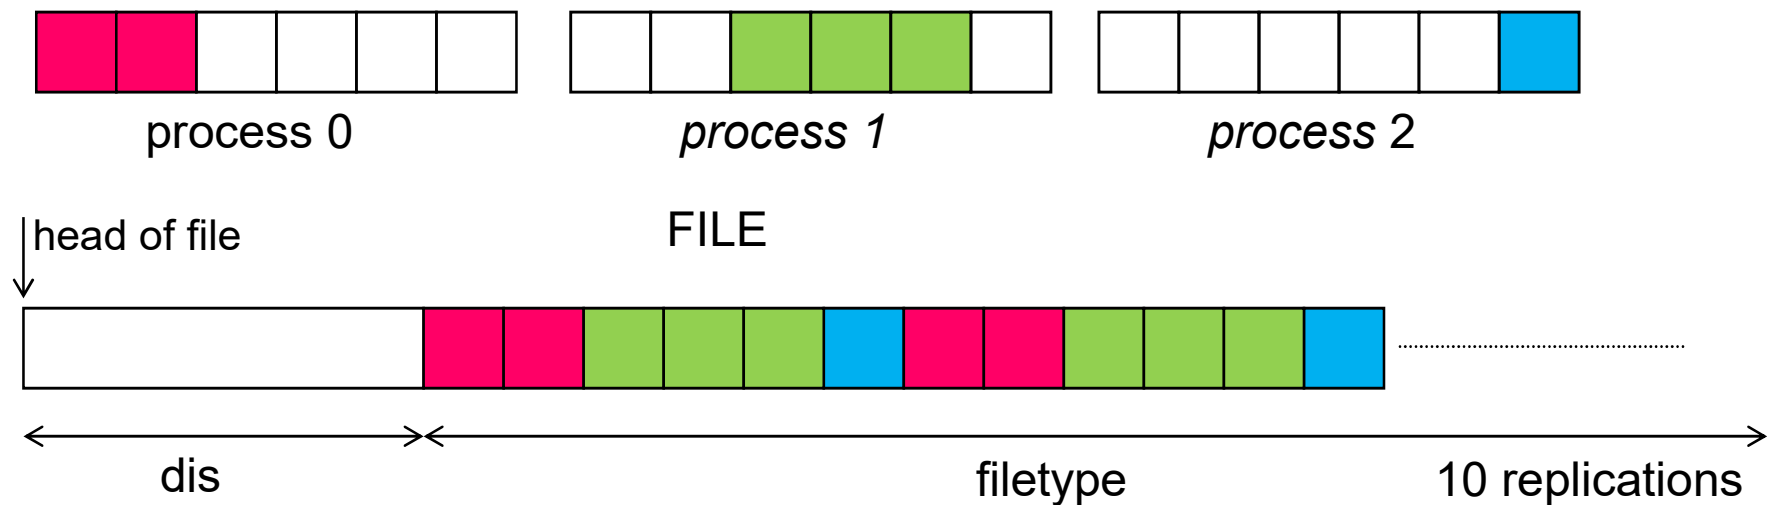 process 0
process 1
process 2
head of file
FILE
dis
filetype
10 replications